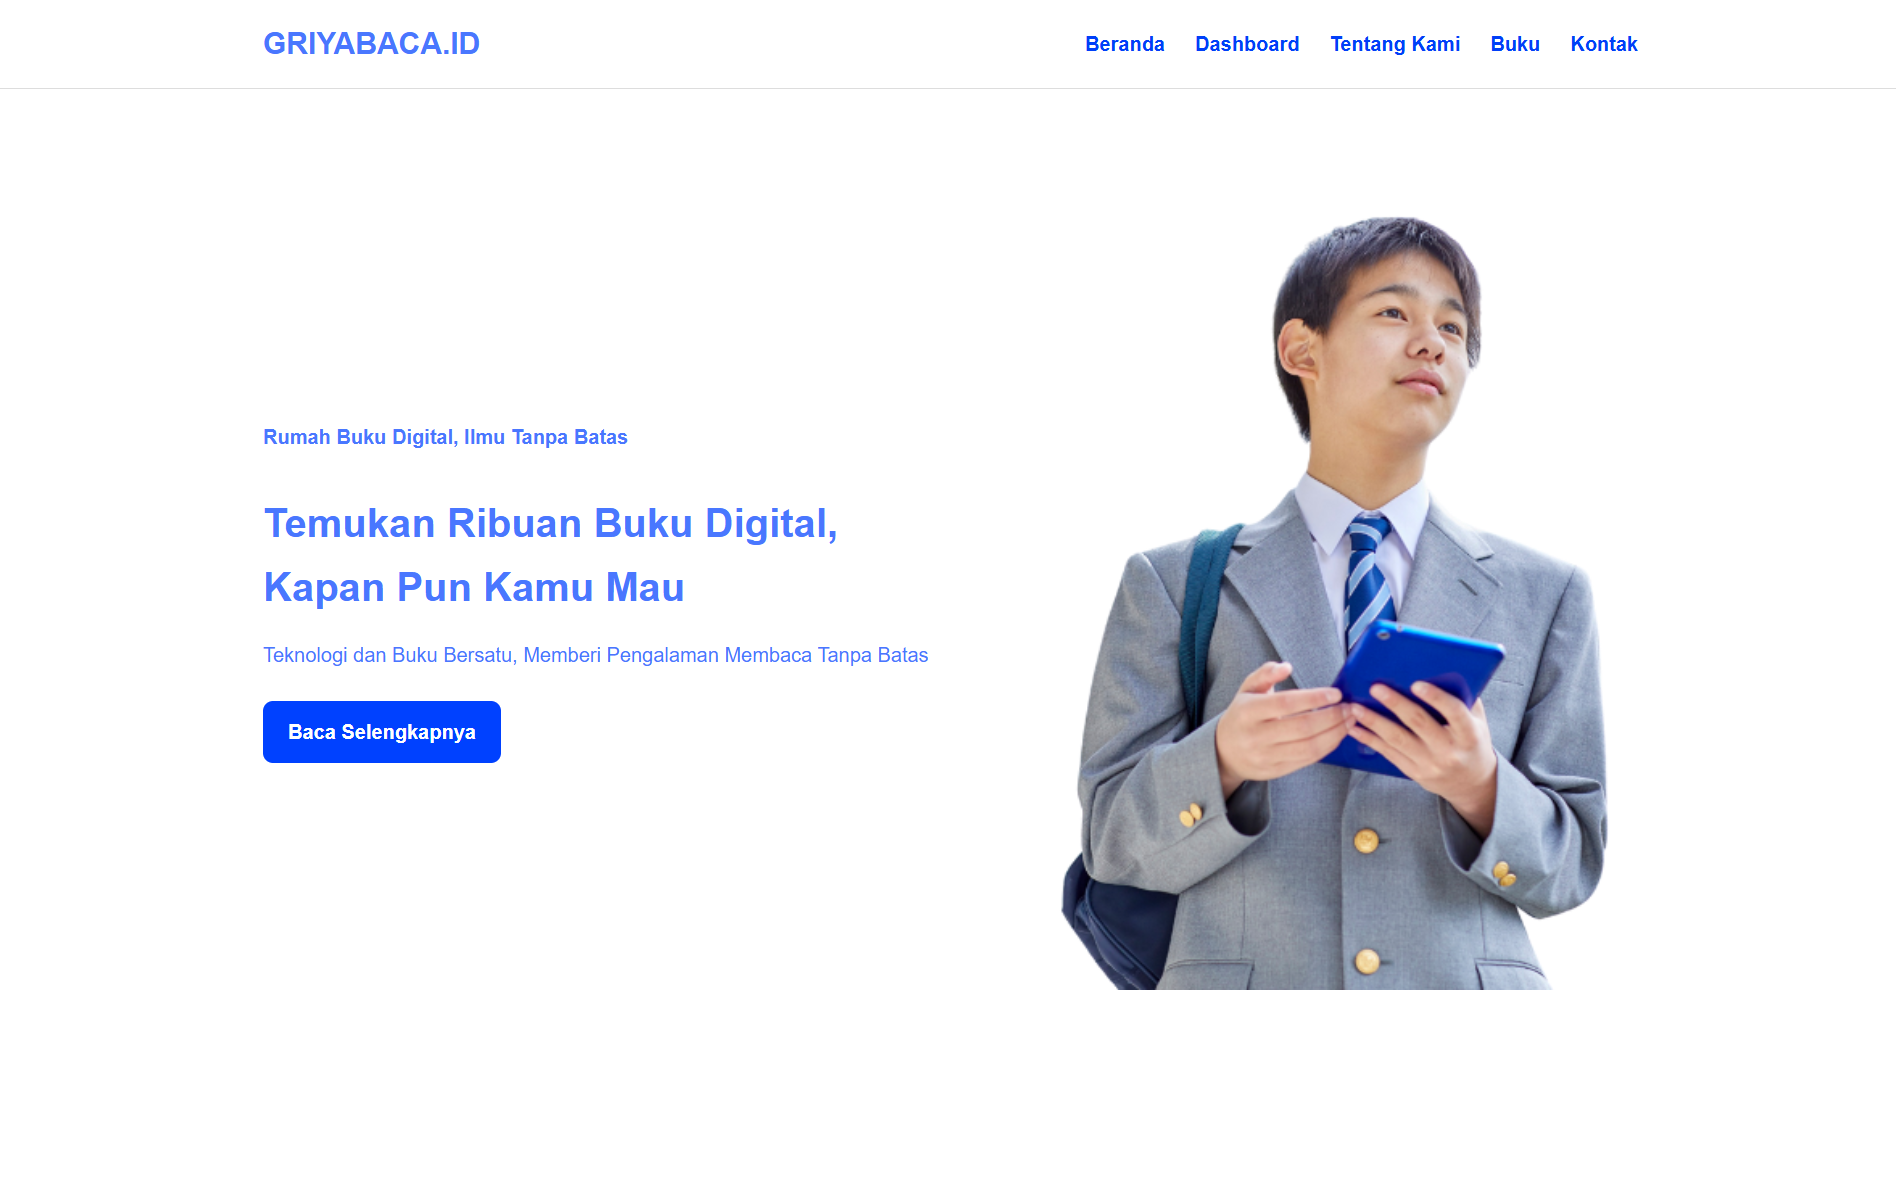 GRIYABACA.ID
Beranda Dashboard Tentang Kami Buku Kontak
Rumah Buku Digital, Ilmu Tanpa Batas
Temukan Ribuan Buku Digital,
Kapan Pun Kamu Mau
Teknologi dan Buku Bersatu, Memberi Pengalaman Membaca Tanpa Batas
Baca Selengkapnya